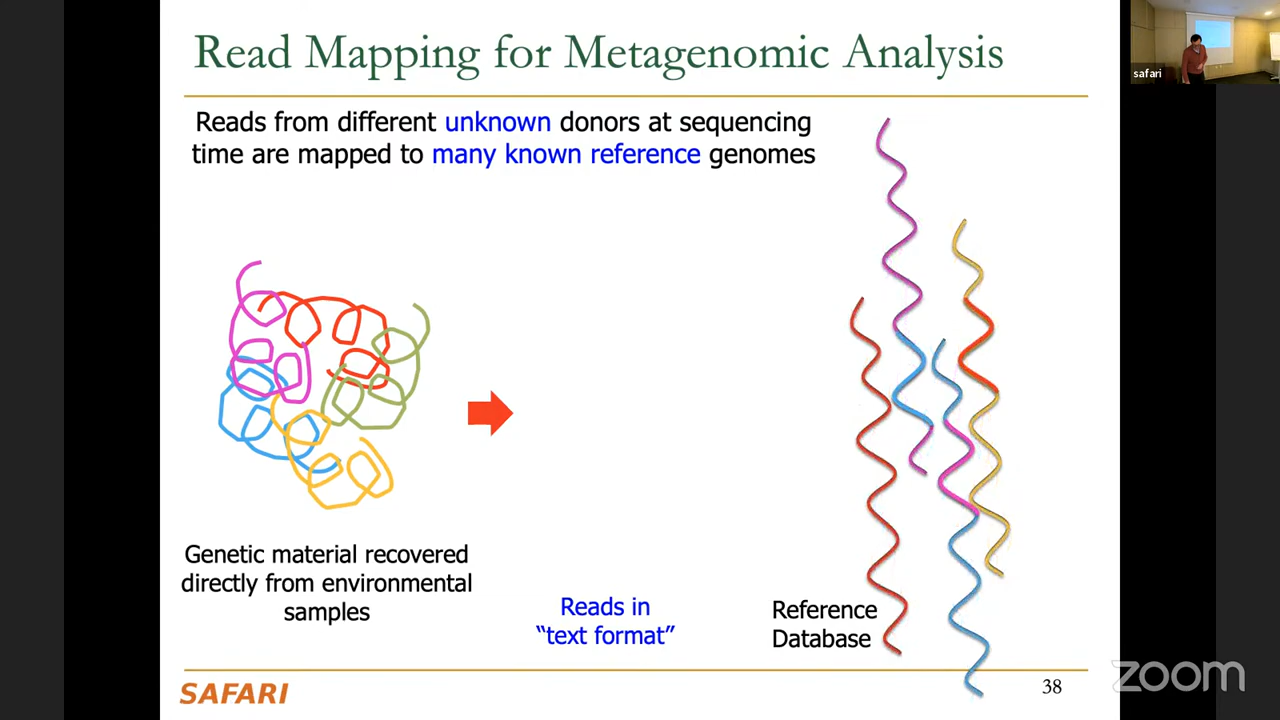 Read Mapping for Metagenomic Analysis
safari
Reads from different unknown donors at sequencing
time are mapped to many known reference genomes
Genetic material recovered
directly from environmental
samples
Reads in
“text format”
Reference
Database
SAFARI
38
zoom